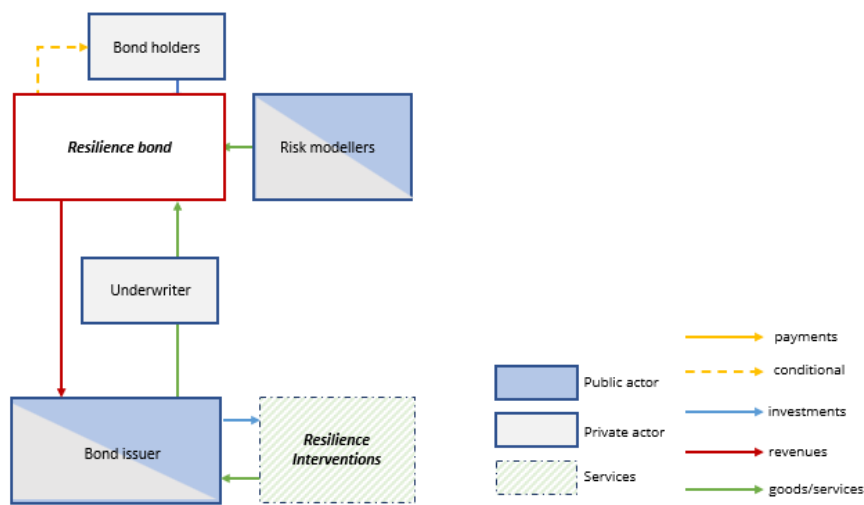 Bond holders
Resilience bond
Risk modellers
Underwriter
Bond issuer
Resilience
Interventions
Public actor
Private actor
Services
payments
conditional
investments
revenues
goods/services